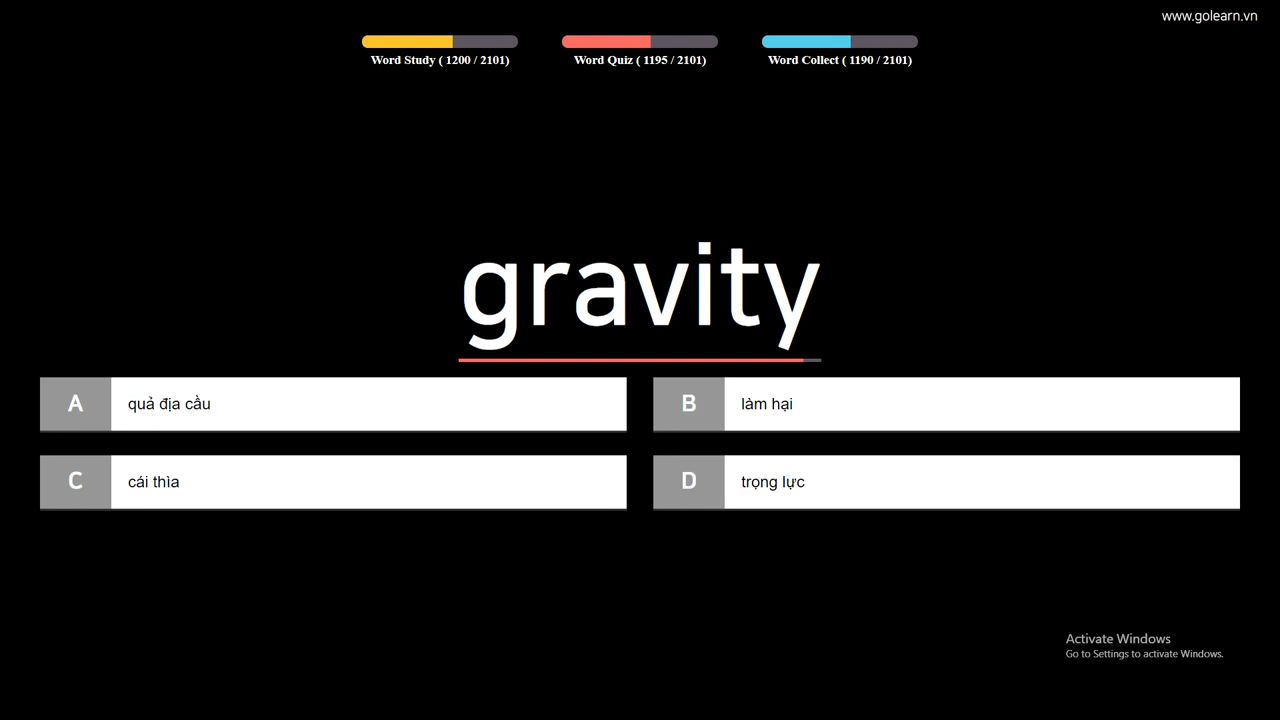 www.golearn.vn
Word Study ( 1200 / 2101)
Word Quiz ( 1195 / 2101)
Word Collect ( 1190 / 2101)
gravity
A quả địa cầu
B làm hại
C cái thìa
D trọng lực
Activate Windows
Go to Settings to activate Windows.